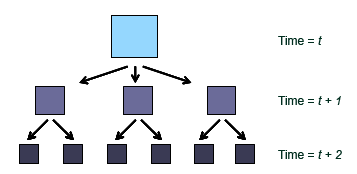 Time = t
Time = t + 1
Time = t + 2